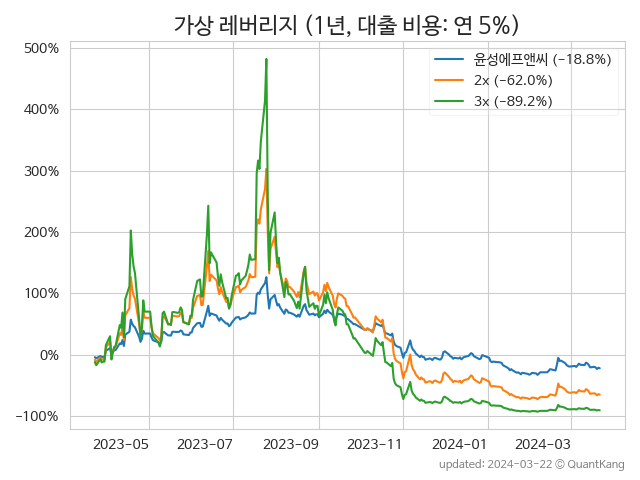 가상 레버리지 (1년, 대출 비용: 연 5%)
윤성에프앤씨 (-18.8%)
2x (-62.0%)
3x (-89.2%)
500%
400%
300%
200%
100%
0%
-100%
2023-05 2023-07 2023-09 2023-11 2024-01 2024-03
updated: 2024-03-22 © QuantKang